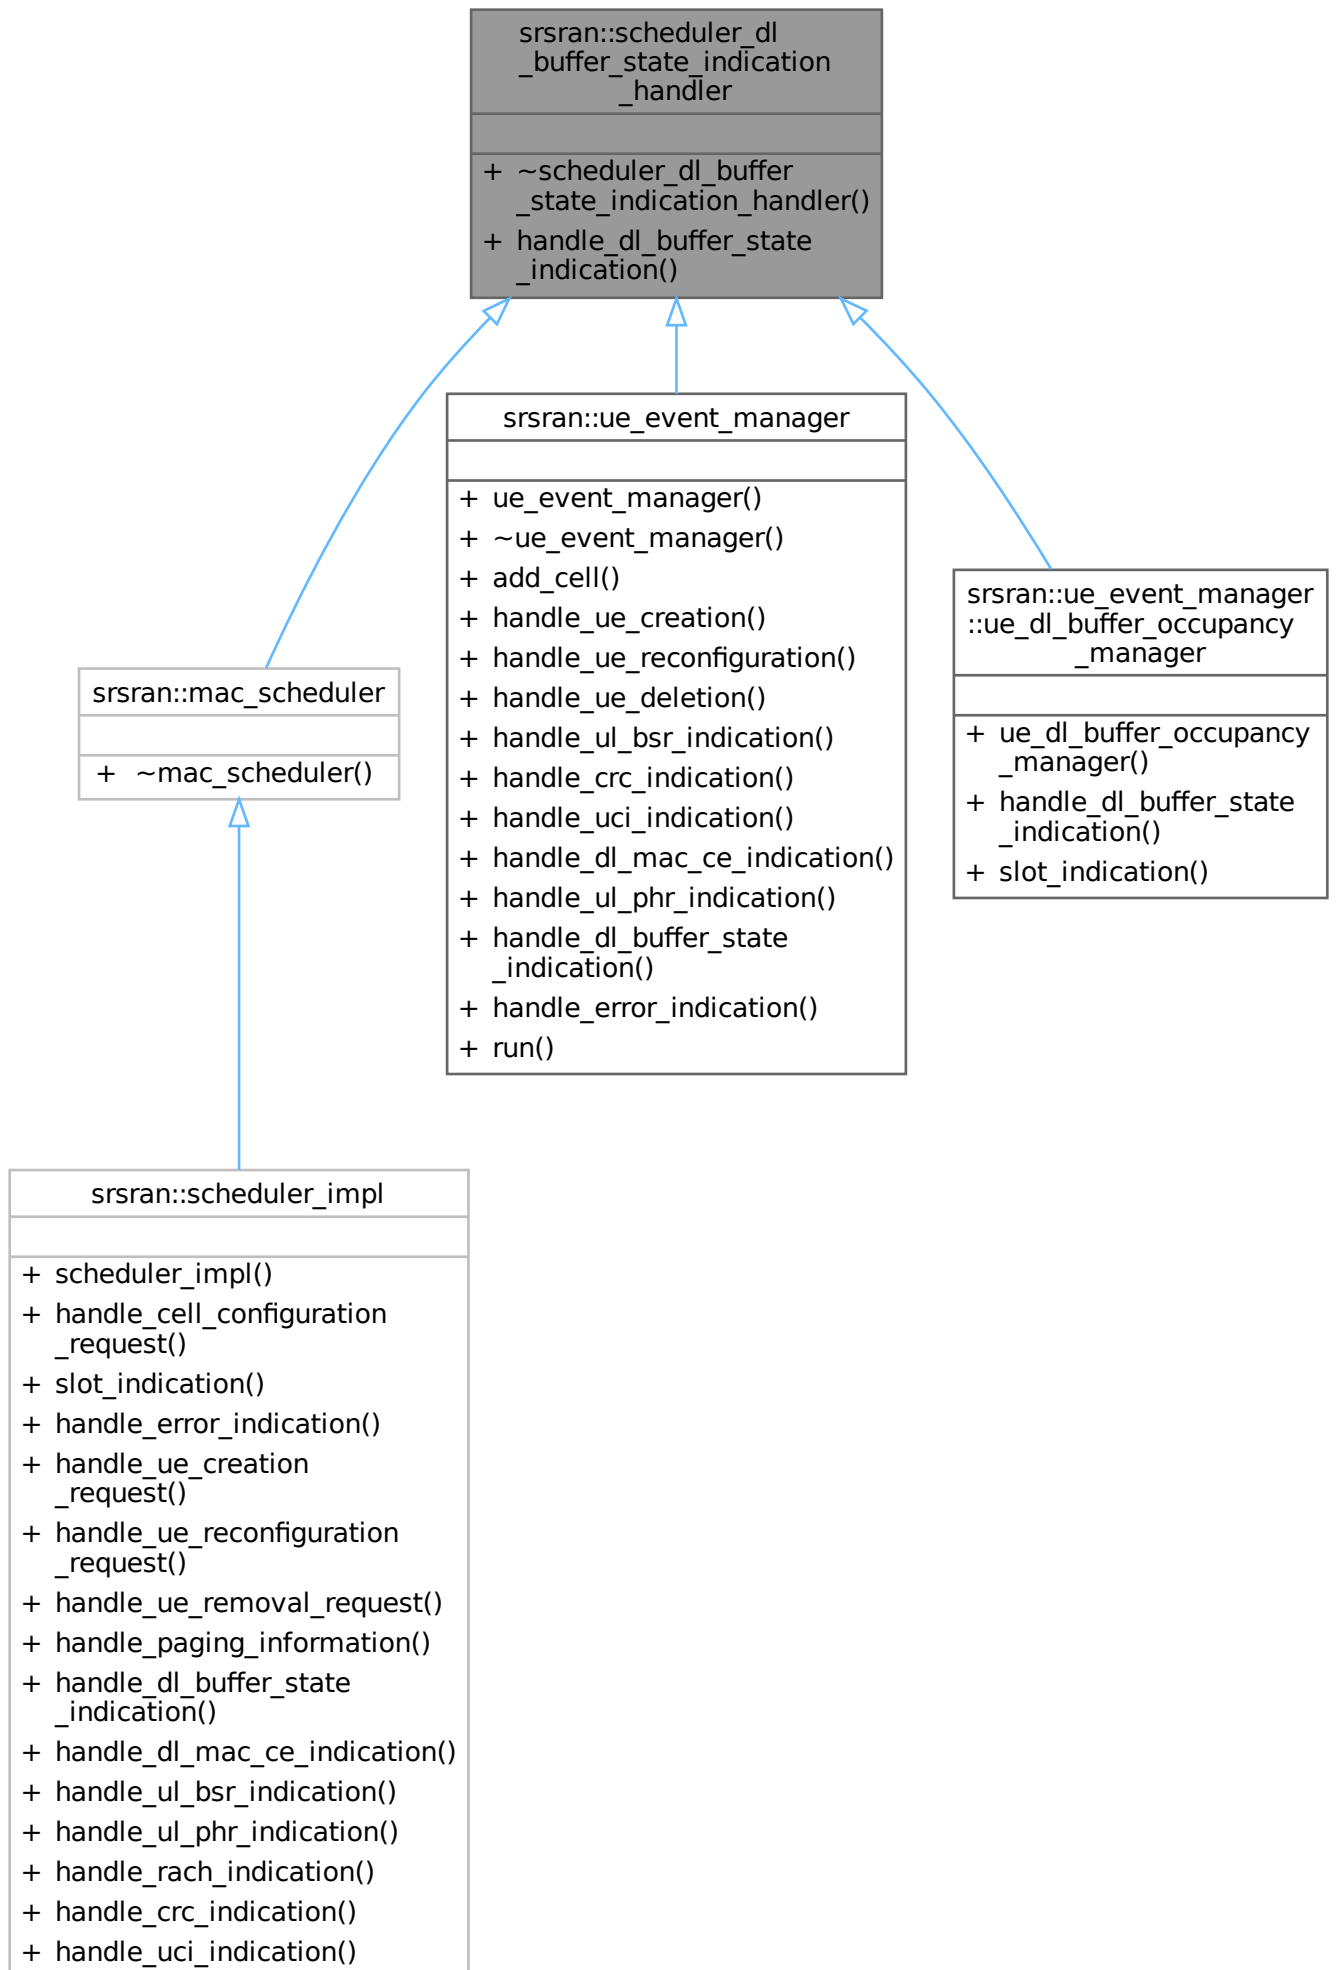 srsran::scheduler_dl
_buffer_state_indication
_handler
+ ~scheduler_dl_buffer
_state_indication_handler()
+ handle_dl_buffer_state
_indication()
srsran::ue_event_manager
+ ue_event_manager()
+ ~ue_event_manager()
+ add_cell()
+ handle_ue_creation()
+ handle_ue_reconfiguration()
+ handle_ue_deletion()
+ handle_ul_bsr_indication()
+ handle_crc_indication()
+ handle_uci_indication()
+ handle_dl_mac_ce_indication()
+ handle_ul_phr_indication()
+ handle_dl_buffer_state
_indication()
+ handle_error_indication()
+ run()
srsran::ue_event_manager
::ue_dl_buffer_occupancy
_manager
+ ue_dl_buffer_occupancy
_manager()
+ handle_dl_buffer_state
_indication()
+ slot_indication()
srsran::mac_scheduler
+ ~mac_scheduler()
srsran::scheduler_impl
+ scheduler_impl()
+ handle_cell_configuration
_request()
+ slot_indication()
+ handle_error_indication()
+ handle_ue_creation
_request()
+ handle_ue_reconfiguration
_request()
+ handle_ue_removal_request()
+ handle_paging_information()
+ handle_dl_buffer_state
_indication()
+ handle_dl_mac_ce_indication()
+ handle_ul_bsr_indication()
+ handle_ul_phr_indication()
+ handle_rach_indication()
+ handle_crc_indication()
+ handle_uci_indication()